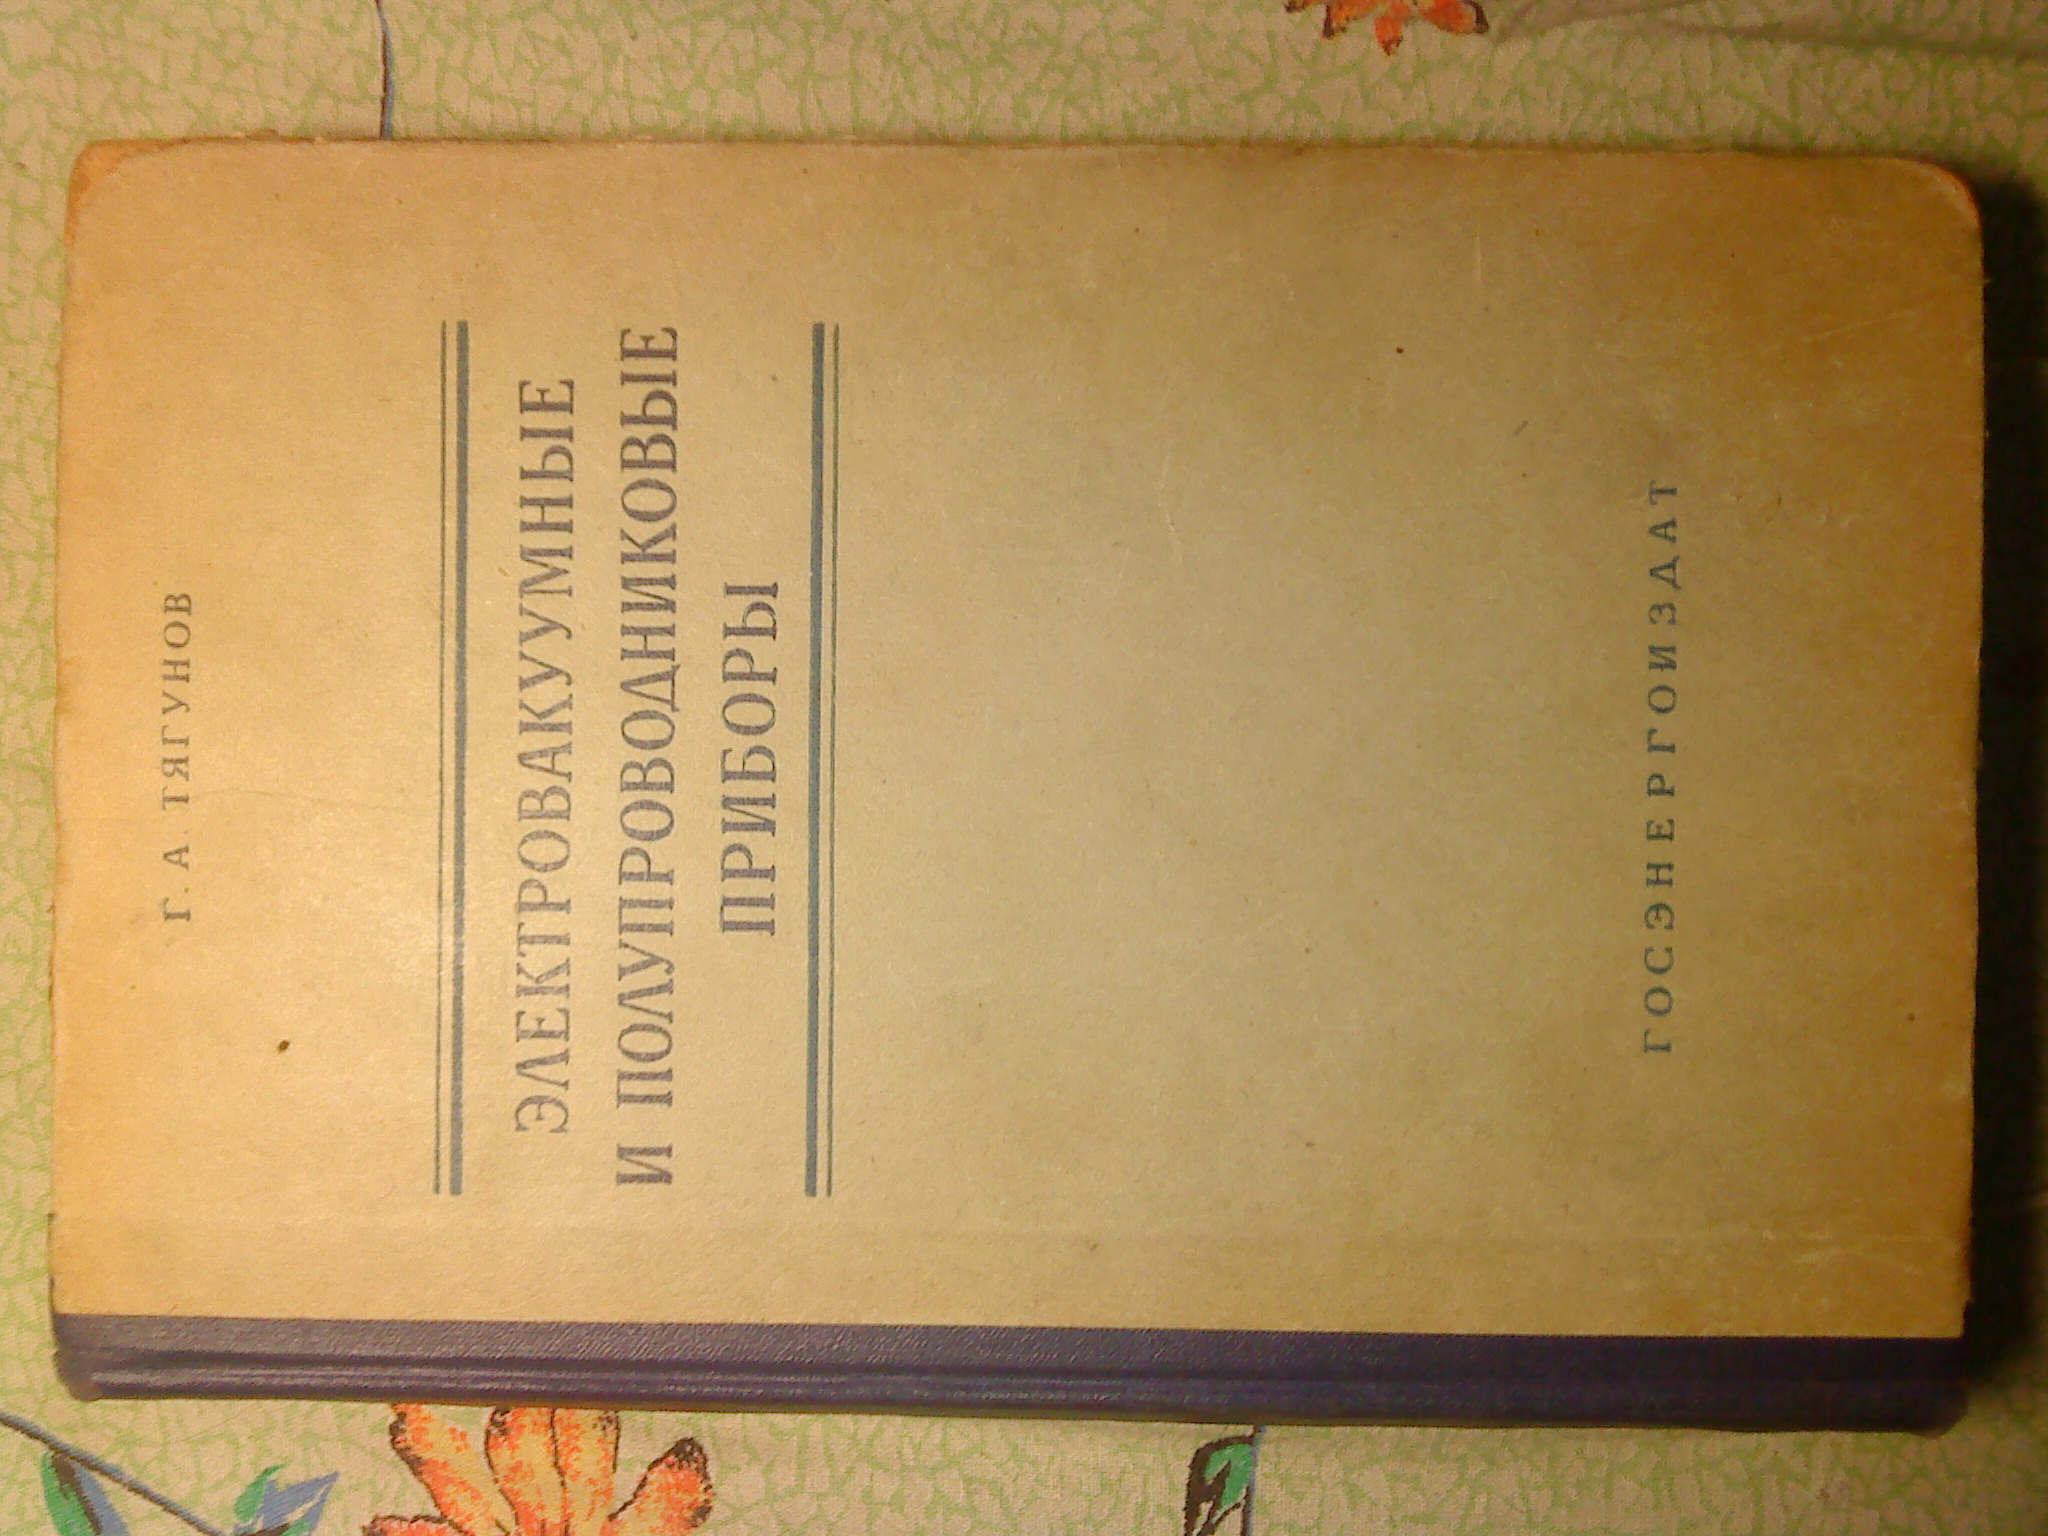 Г. А. ТЯГУНОВ
ЭЛЕКТРОВАКУУМНЫЕ
И ПОЛУПРОВОДНИКОВЫЕ
ПРИБОРЫ
ГОСЭНЕРГОИЗДАТ